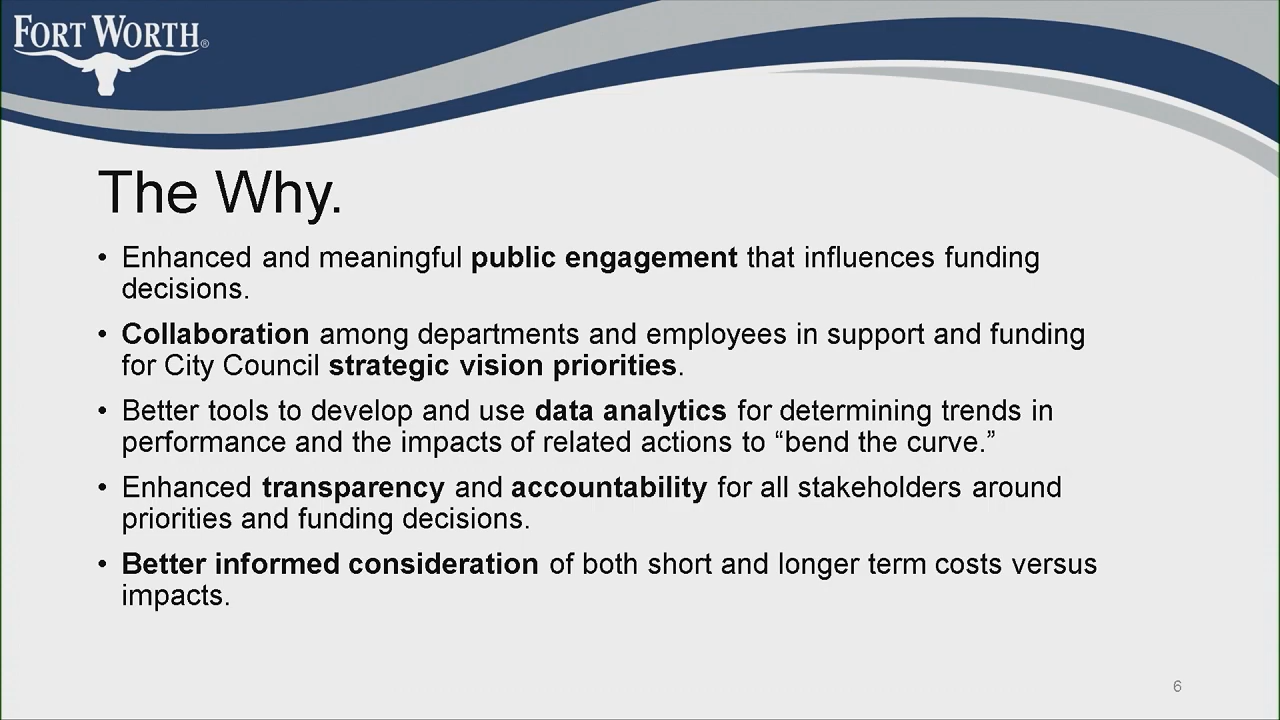 FORT WORTH®
The Why.
• Enhanced and meaningful public engagement that influences funding
decisions.
• Collaboration among departments and employees in support and funding
for City Council strategic vision priorities.
• Better tools to develop and use data analytics for determining trends in
performance and the impacts of related actions to “bend the curve.”
• Enhanced transparency and accountability for all stakeholders around
priorities and funding decisions.
• Better informed consideration of both short and longer term costs versus
impacts.
6